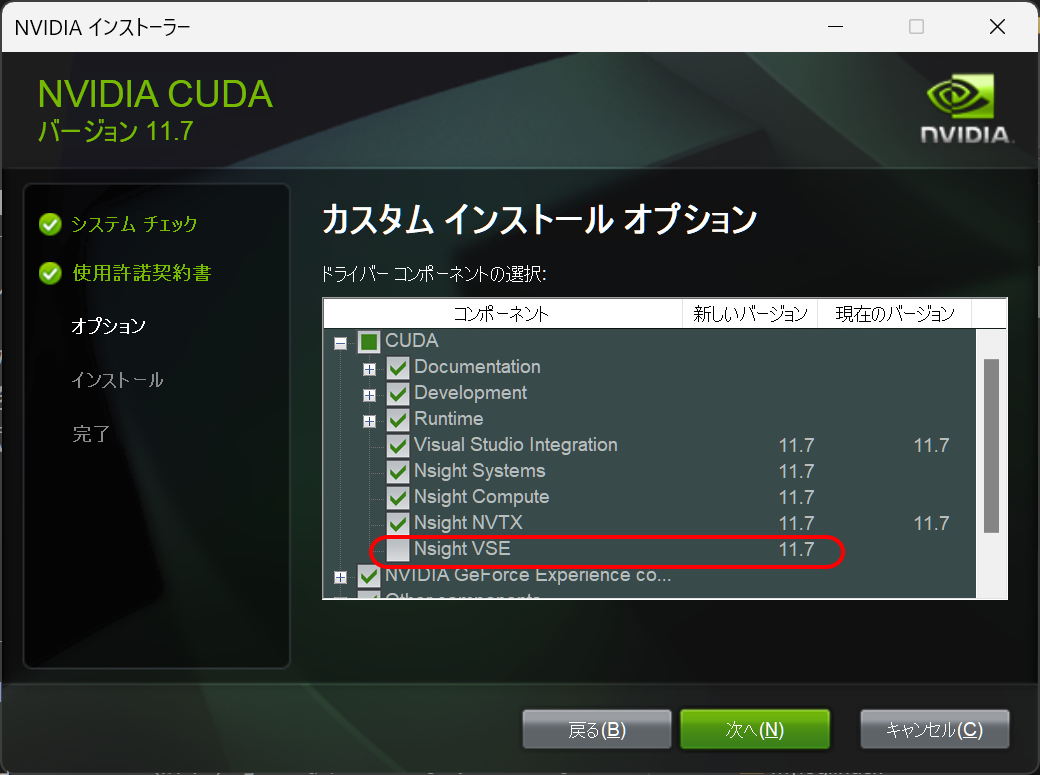 NVIDIA インストーラー
NVIDIA CUDA
バージョン 11.7
NVIDIA.
システム チェック
使用許諾契約書
オプション
インストール
完了
カスタム インストール オプション
ドライバー コンポーネントの選択:
コンポーネント 新しいバージョン 現在のバージョン
CUDA
Documentation
Development
Runtime
Visual Studio Integration 11.7 11.7
Nsight Systems 11.7
Nsight Compute 11.7
Nsight NVTX 11.7 11.7
Nsight VSE 11.7
NVIDIA GeForce Experience co...
Other components
戻る(B) 次へ(N) キャンセル(C)